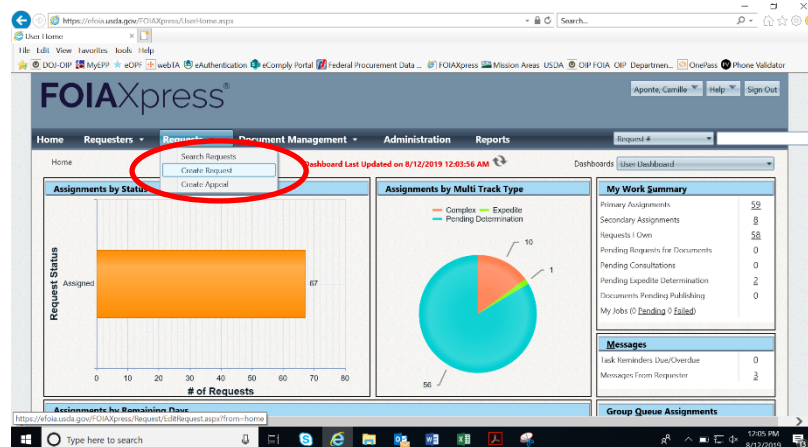 https://efoia.usda.gov/FOIAXpress/UserHome.aspx
Search...
User Home
File Edit View Favorites Tools Help
DOJ-OIP MyEPP eOPF webTA eAuthentication eComply Portal Federal Procurement Data ... FOIAXpress Mission Areas USDA OIP FOIA OIP Departmen... OnePass Phone Validator
FOIAXpress®
Aponte, Camille Help Sign Out
Home Requesters Requests Document Management Administration Reports
Request #
Home
Search Requests
Create Request
Create Appeal
Dashboard Last Updated on 8/12/2019 12:03:56 AM
Dashboards User Dashboard
Assignments by Status
Request Status
Assigned
67
0 10 20 30 40 50 60 70 80
# of Requests
Assignments by Multi Track Type
Complex Expedite
Pending Determination
10
1
56
My Work Summary
Primary Assignments 59
Secondary Assignments 8
Requests I Own 58
Pending Requests for Documents 0
Pending Consultations 0
Pending Expedite Determination 2
Documents Pending Publishing 0
My Jobs (0 Pending 0 Failed)
Messages
Task Reminders Due/Overdue 0
Messages From Requester 3
Assignments by Remaining Days
Group Queue Assignments
https://efoia.usda.gov/FOIAXpress/Request/EditRequest.aspx?from=home
Type here to search
12:05 PM
8/12/2019